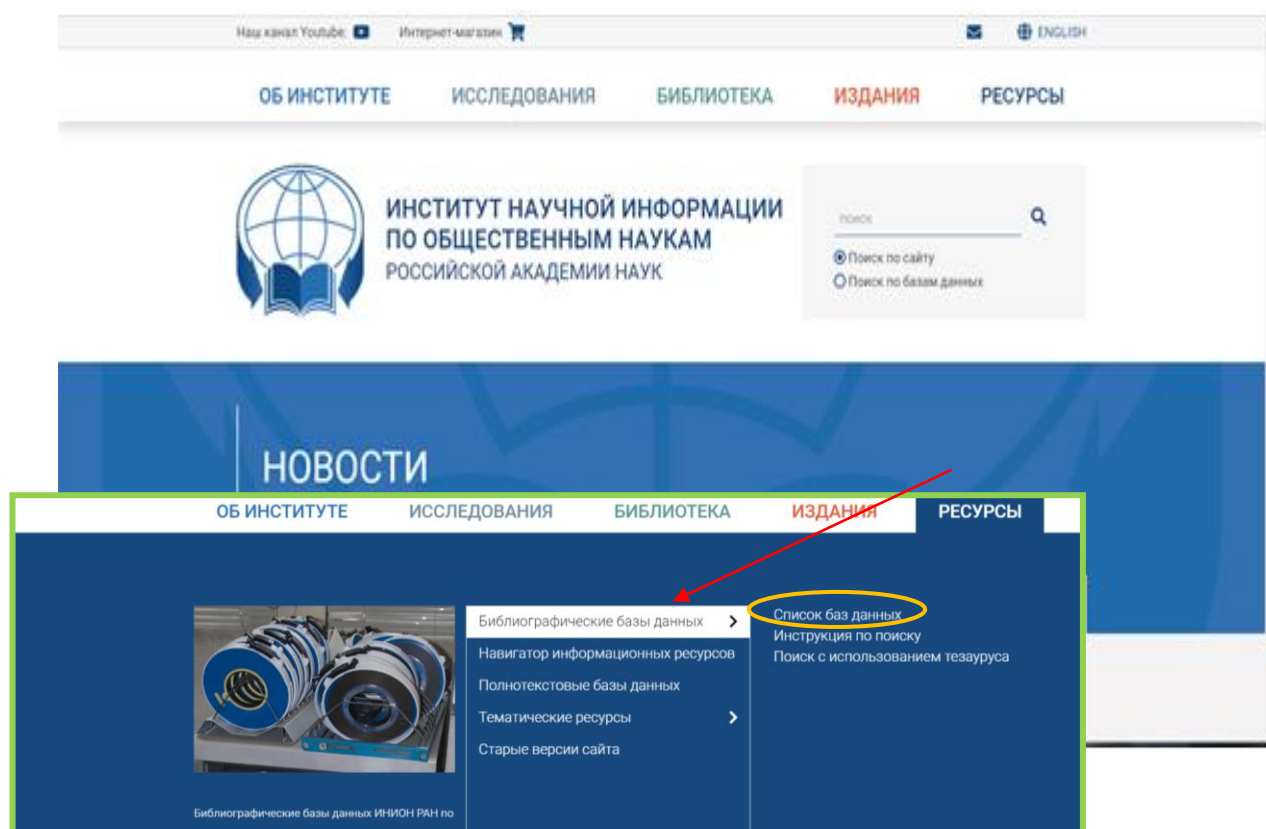 Наш канал Youtube: Интернет-магазин ENGLISH
ОБ ИНСТИТУТЕ ИССЛЕДОВАНИЯ БИБЛИОТЕКА ИЗДАНИЯ РЕСУРСЫ
ИНСТИТУТ НАУЧНОЙ ИНФОРМАЦИИ
ПО ОБЩЕСТВЕННЫМ НАУКАМ
РОССИЙСКОЙ АКАДЕМИИ НАУК
поиск
Поиск по сайту
Поиск по базам данных
НОВОСТИ
ОБ ИНСТИТУТЕ ИССЛЕДОВАНИЯ БИБЛИОТЕКА ИЗДАНИЯ РЕСУРСЫ
Библиографические базы данных
Навигатор информационных ресурсов
Полнотекстовые базы данных
Тематические ресурсы
Старые версии сайта
Список баз данных
Инструкция по поиску
Поиск с использованием тезауруса
Библиографические базы данных ИНИОН РАН по